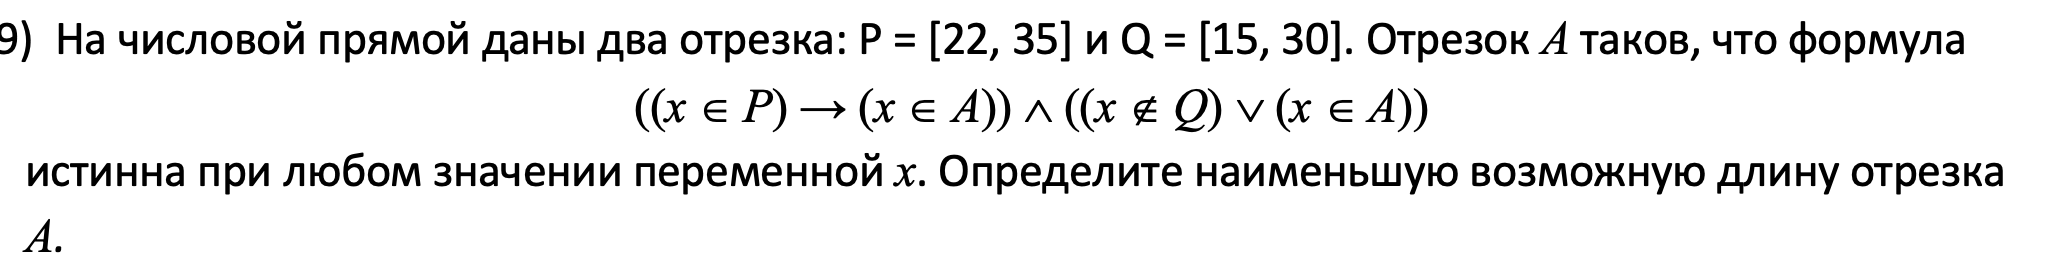 9) На числовой прямой даны два отрезка: P = [22, 35] и Q = [15, 30]. Отрезок A таков, что формула
((x ∈ P) → (x ∈ A)) ∧ ((x ∉ Q) ∨ (x ∈ A))
истинна при любом значении переменной x. Определите наименьшую возможную длину отрезка
A.